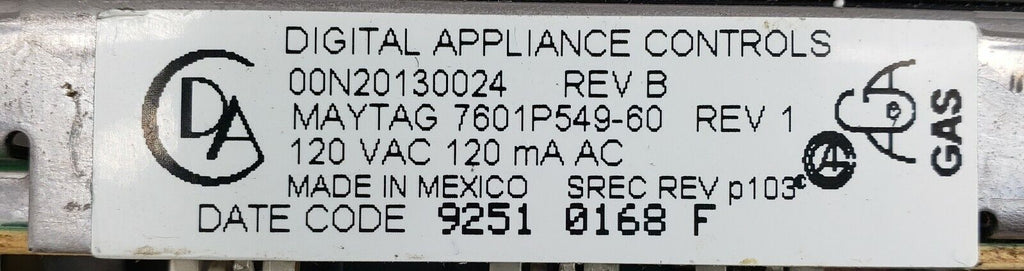 DIGITAL APPLIANCE CONTROLS
00N20130024 REV B
MAYTAG 7601P549-60 REV 1
120 VAC 120 mA AC
MADE IN MEXICO SREC REV p103
DATE CODE 9251 0168 F
DA
GAS